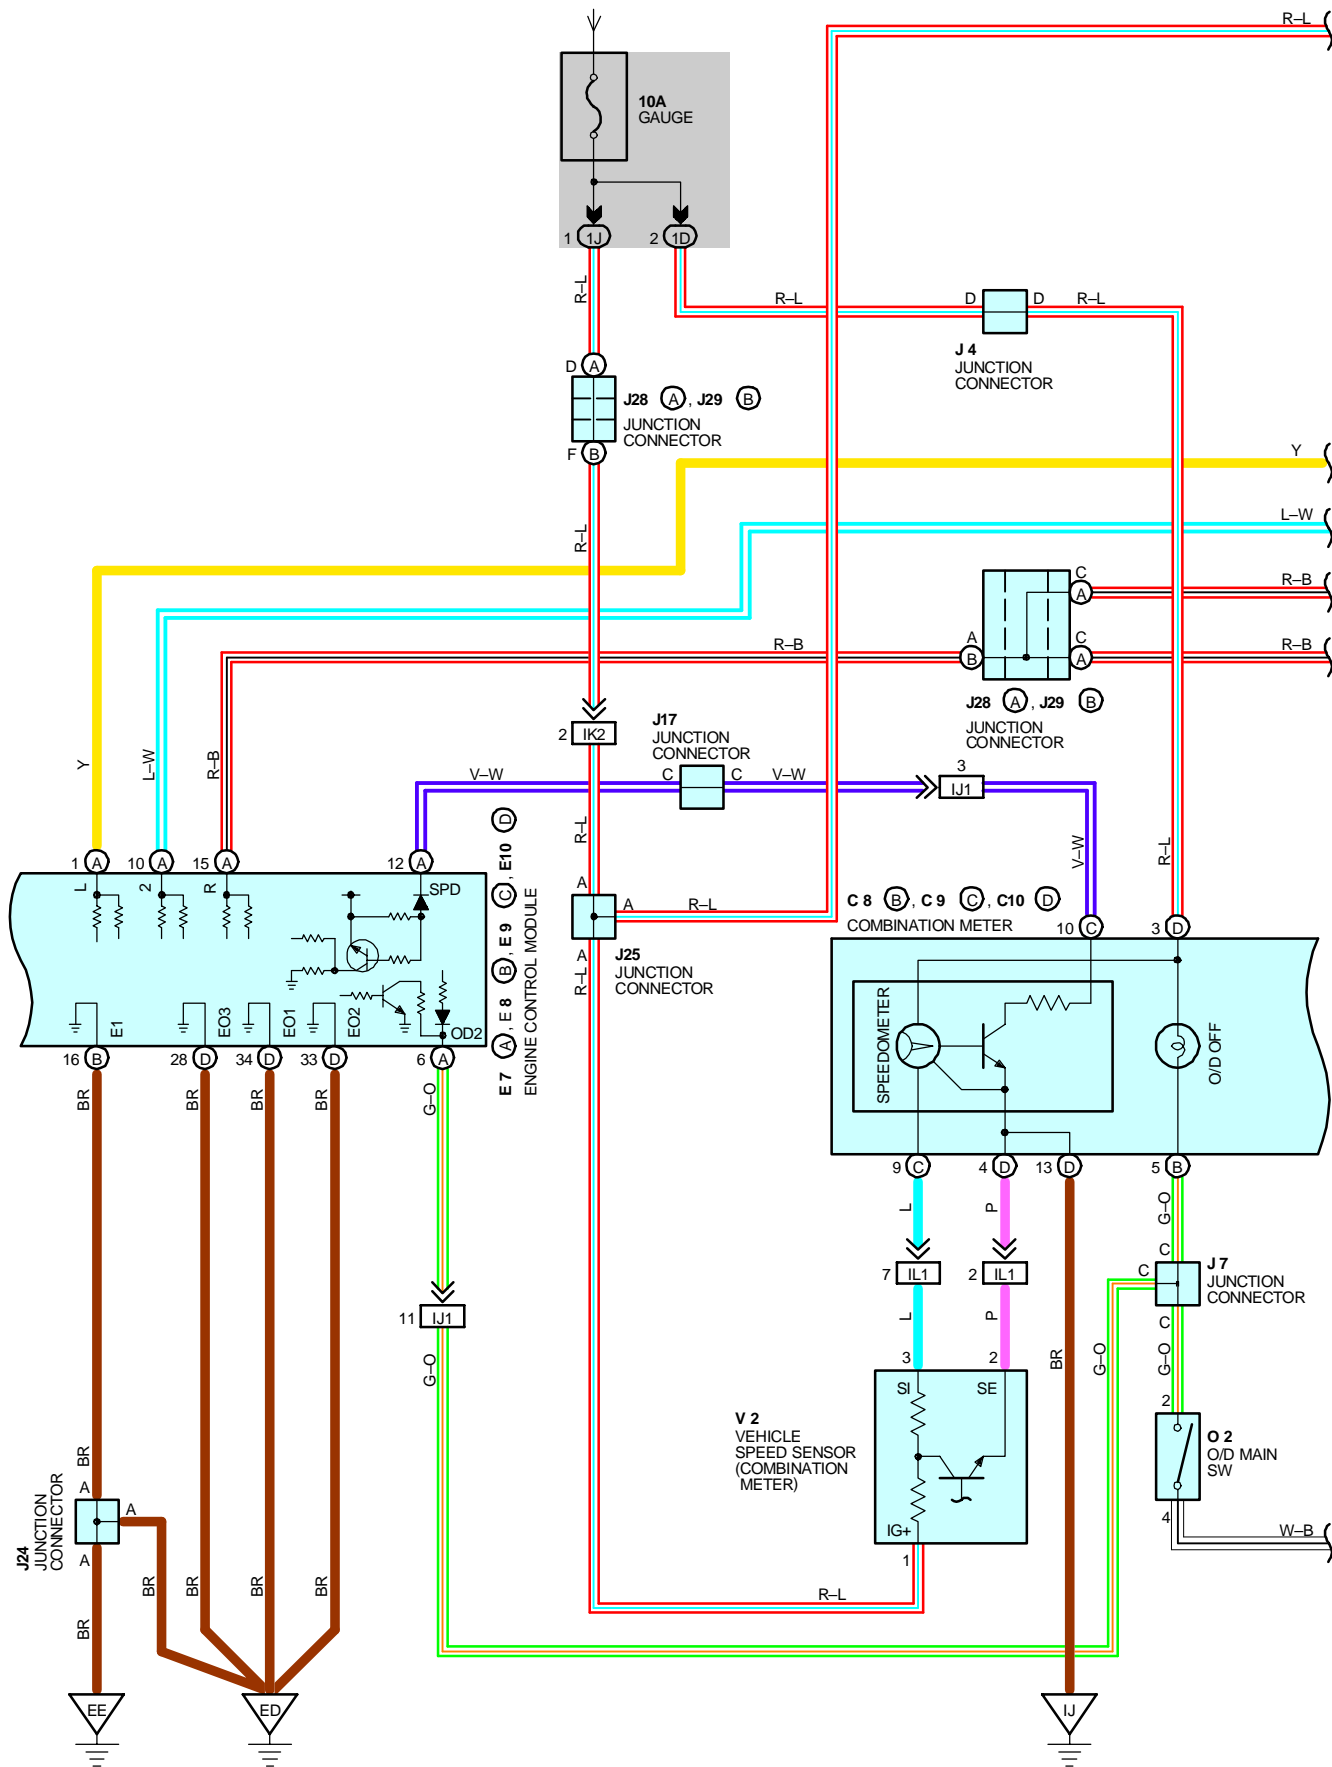 R–L
10A
GAUGE
1 1J
2 1D
R–L
R–L
D
D
R–L
J 4
JUNCTION
CONNECTOR
D A
J28 A , J29 B
JUNCTION
CONNECTOR
F B
Y
R–L
L–W
C
A
R–B
R–B
A
B
C
A
R–B
J28 A , J29 B
JUNCTION
CONNECTOR
2 IK2
J17
JUNCTION
CONNECTOR
Y
L–W
R–B
V–W
C
C
V–W
3
IJ1
R–L
V–W
R–L
1 A
10 A
15 A
12 A
E 7 A , E 8 B , E 9 C , E10 D
ENGINE CONTROL MODULE
L
2
R
SPD
A
A
R–L
C 8 B , C 9 C , C10 D
COMBINATION METER
10 C
3 D
A
R–L
J25
JUNCTION
CONNECTOR
E1
EO3
EO1
EO2
OD2
SPEEDOMETER
O/D OFF
16 B
28 D
34 D
33 D
6 A
BR
BR
BR
BR
G–O
9 C
4 D
13 D
5 B
L
P
G–O
C
C
J 7
JUNCTION
CONNECTOR
7 IL1
2 IL1
11 IJ1
C
L
P
BR
G–O
G–O
G–O
3
2
SI
SE
2
V 2
VEHICLE
SPEED SENSOR
(COMBINATION
METER)
O 2
O/D MAIN
SW
IG+
1
4
W–B
BR
A
A
J24
JUNCTION
CONNECTOR
A
BR
BR
BR
BR
BR
R–L
EE
ED
IJ